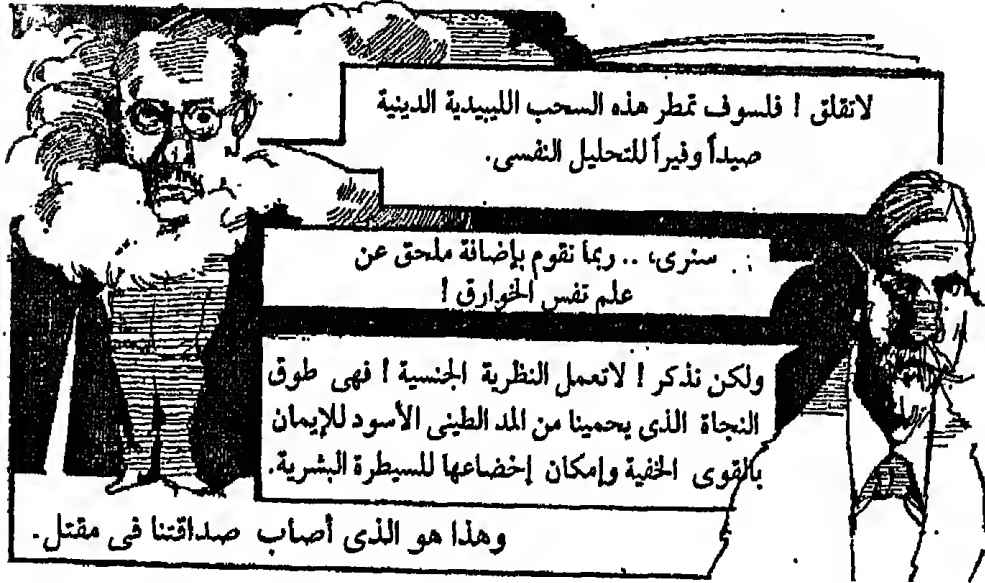 لاتقلق ! فلسوف تمطر هذه السحب الليبيدية الدينية
صيداً وفيراً للتحليل النفسى.
سنرى، .. ربما نقوم بإضافة ملحق عن
علم نفس الخوارق !
ولكن تذكر ! لاتهمل النظرية الجنسية ! فهى طوق
النجاة الذى يحمينا من المد الطينى الأسود للإيمان
بالقوى الخفية وإمكان إخضاعها للسيطرة البشرية.
وهذا هو الذى أصاب صداقتنا فى مقتل.